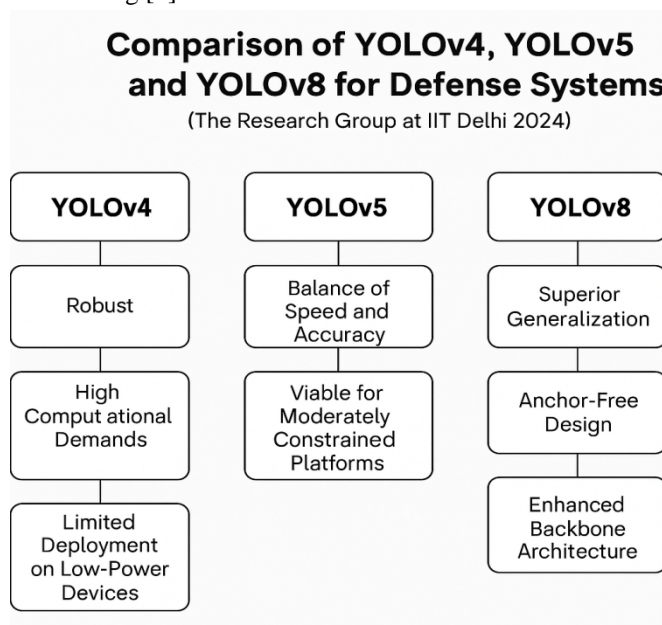 Comparison of YOLOv4, YOLOv5
and YOLOv8 for Defense Systems
(The Research Group at IIT Delhi 2024)
YOLOv4
Robust
High
Comput ational
Demands
Limited
Deployment
on Low-Power
Devices
YOLOv5
Balance of
Speed and
Accuracy
Viable for
Moderately
Constrained
Platforms
YOLOv8
Superior
Generalization
Anchor-Free
Design
Enhanced
Backbone
Architecture